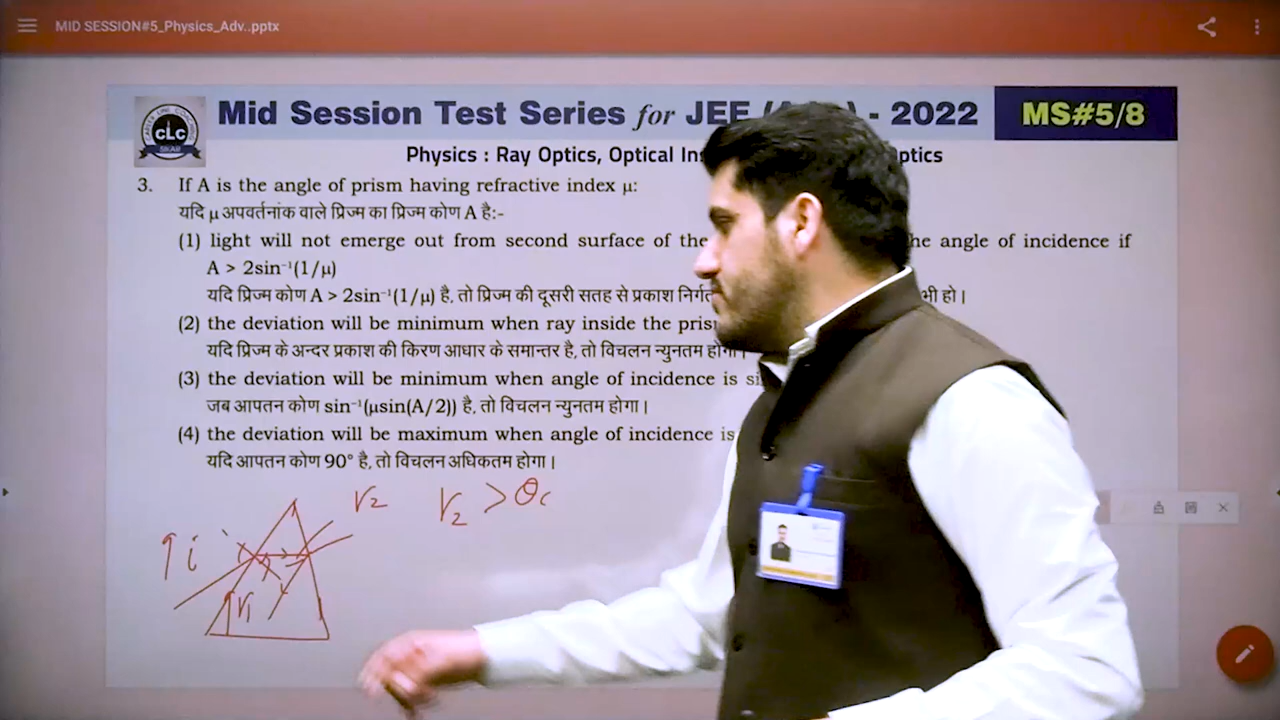 MID SESSION#5_Physics_Adv..pptx
Mid Session Test Series for JEE - 2022
MS#5/8
CLC
SIKAR
Physics : Ray Optics, Optical
3. If A is the angle of prism having refractive index μ:
यदि μ अपवर्तनांक वाले प्रिज्म का प्रिज्म कोण A है:-
(1) light will not emerge out from second surface of the angle of incidence if
A > 2sin⁻¹(1/μ)
यदि प्रिज्म कोण A > 2sin⁻¹(1/μ) है, तो प्रिज्म की दूसरी सतह से प्रकाश भी हो।
(2) the deviation will be minimum when ray inside the
यदि प्रिज्म के अन्दर प्रकाश की किरण आधार के समान्तर है, तो विचलन न्युनतम होगा।
(3) the deviation will be minimum when angle of incidence is
जब आपतन कोण sin⁻¹(μsin(A/2)) है, तो विचलन न्युनतम होगा।
(4) the deviation will be maximum when angle of incidence is
यदि आपतन कोण 90° है, तो विचलन अधिकतम होगा।
r₂ r₂ > θc
i
r₁